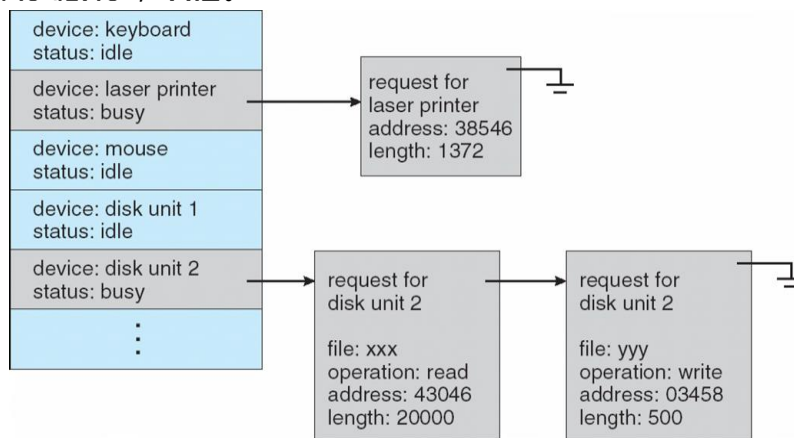 device: keyboard
status: idle
device: laser printer
status: busy
device: mouse
status: idle
device: disk unit 1
status: idle
device: disk unit 2
status: busy
request for
laser printer
address: 38546
length: 1372
request for
disk unit 2
file: xxx
operation: read
address: 43046
length: 20000
request for
disk unit 2
file: yyy
operation: write
address: 03458
length: 500